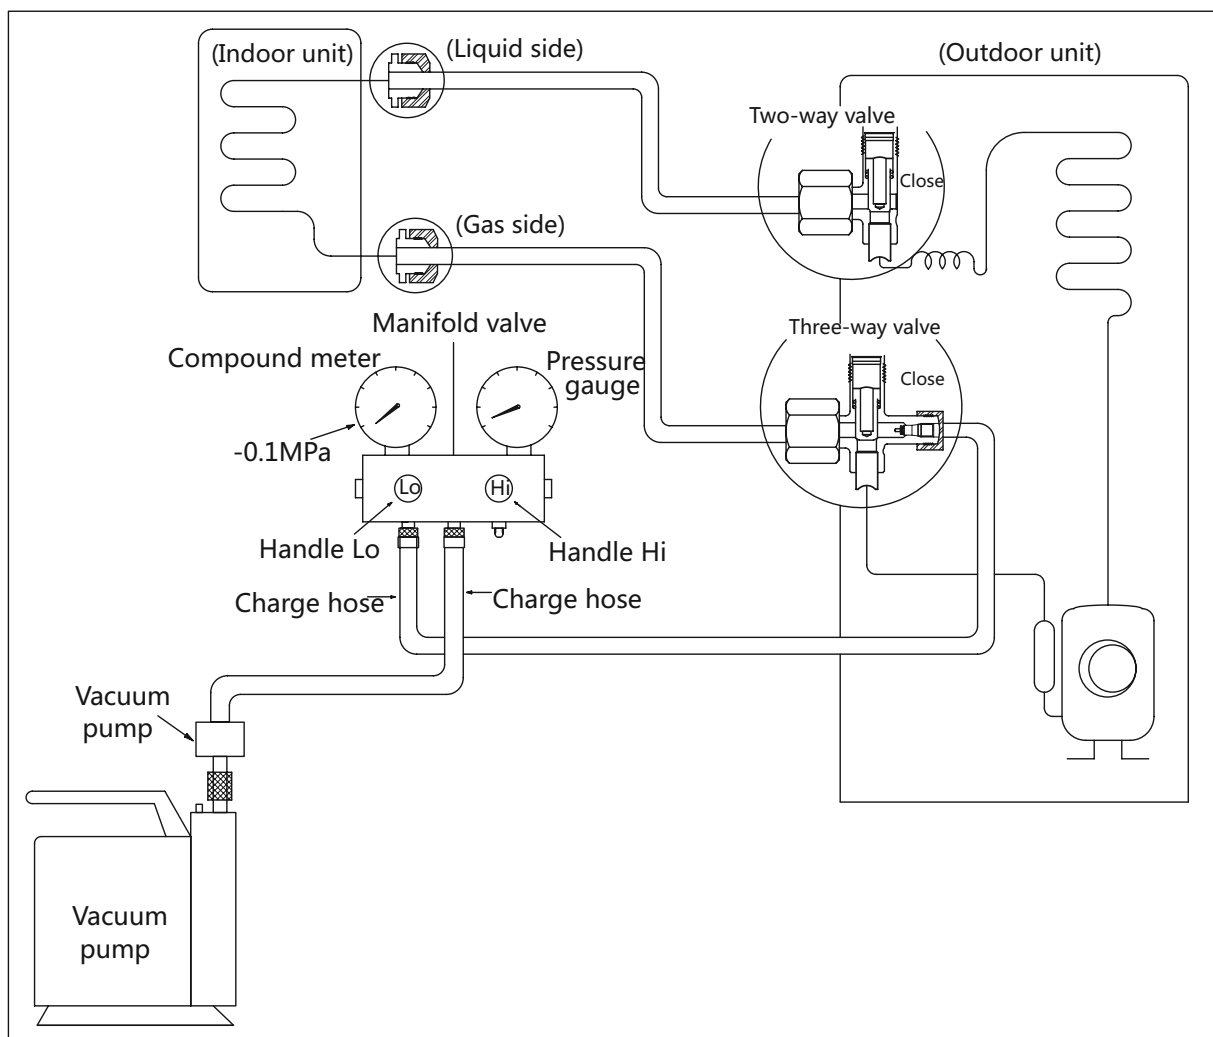 (Indoor unit)
(Liquid side)
(Outdoor unit)
Two-way valve
Close
(Gas side)
Manifold valve
Three-way valve
Compound meter
Pressure
gauge
Close
-0.1MPa
Lo
Hi
Handle Lo
Handle Hi
Charge hose
Charge hose
Vacuum
pump
Vacuum
pump